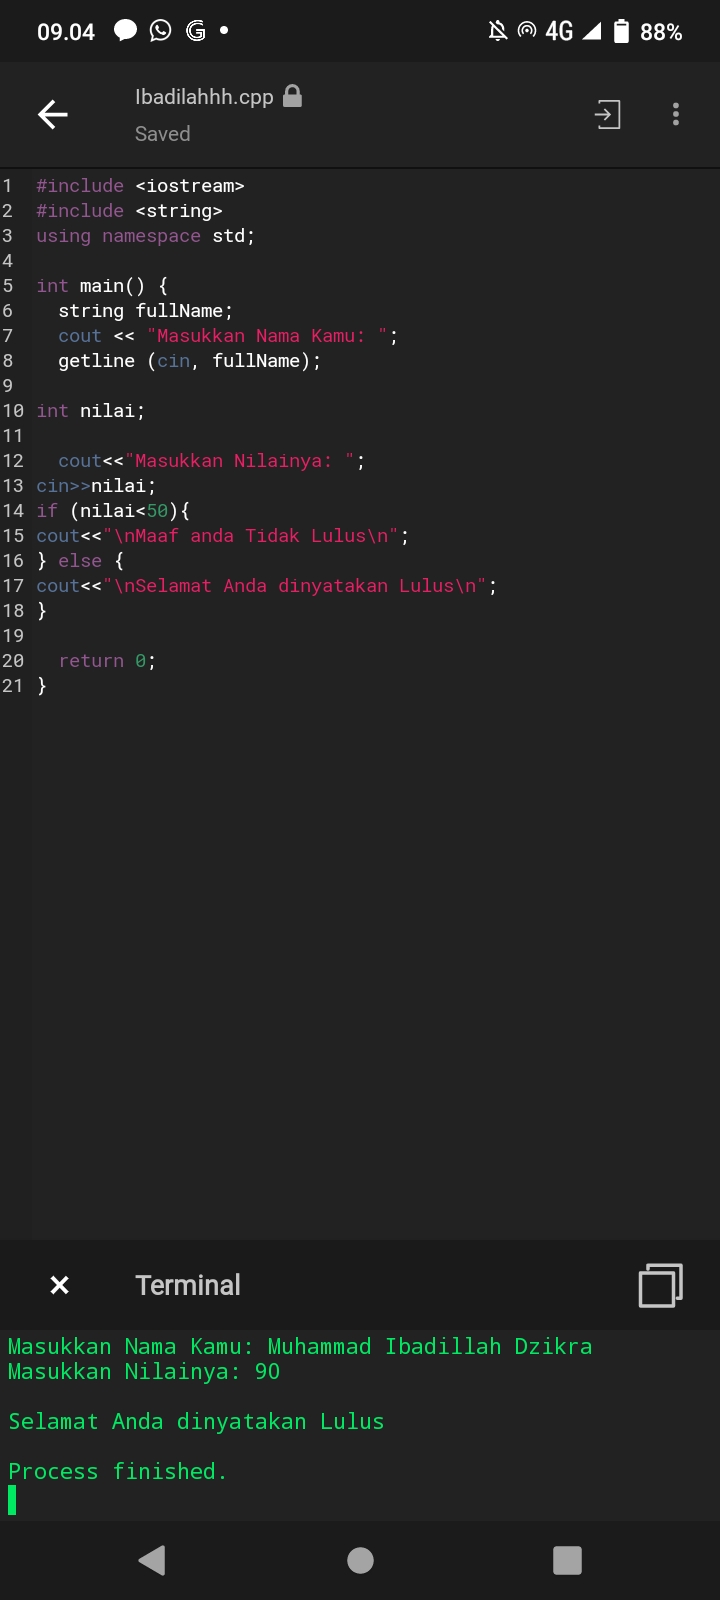 09.04 4G 88%
Ibadilahhh.cpp
Saved
1 #include <iostream>
2 #include <string>
3 using namespace std;
4
5 int main() {
6   string fullName;
7   cout << "Masukkan Nama Kamu: ";
8   getline (cin, fullName);
9
10 int nilai;
11
12   cout<<"Masukkan Nilainya: ";
13 cin>>nilai;
14 if (nilai<50){
15 cout<<"\nMaaf anda Tidak Lulus\n";
16 } else {
17 cout<<"\nSelamat Anda dinyatakan Lulus\n";
18 }
19
20   return 0;
21 }
Terminal
Masukkan Nama Kamu: Muhammad Ibadillah Dzikra
Masukkan Nilainya: 90
Selamat Anda dinyatakan Lulus
Process finished.